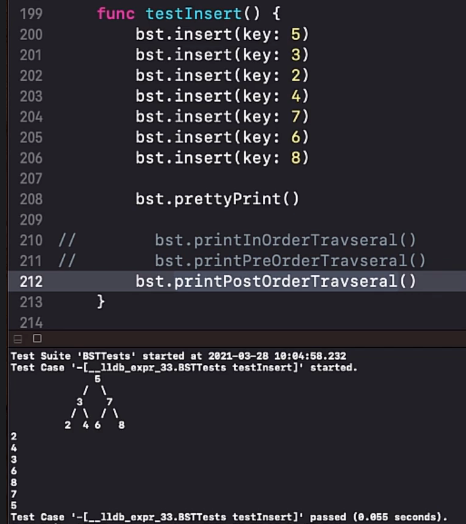 199 func testInsert() {
200 bst.insert(key: 5)
201 bst.insert(key: 3)
202 bst.insert(key: 2)
203 bst.insert(key: 4)
204 bst.insert(key: 7)
205 bst.insert(key: 6)
206 bst.insert(key: 8)
207
208 bst.prettyPrint()
209
210 // bst.printInOrderTravseral()
211 // bst.printPreOrderTravseral()
212 bst.printPostOrderTravseral()
213 }
214
Test Suite 'BSTTests' started at 2021-03-28 10:04:58.232
Test Case '-[__lldb_expr_33.BSTTests testInsert]' started.
5
/ \
3 7
/ \ / \
2 4 6 8
2
4
3
6
8
7
5
Test Case '-[__lldb_expr_33.BSTTests testInsert]' passed (0.055 seconds).